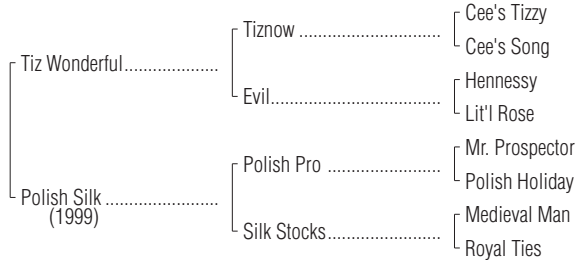 Cee's Tizzy
Tiznow
Cee's Song
Tiz Wonderful
Hennessy
Evil
Lit'l Rose
Mr. Prospector
Polish Pro
Polish Holiday
Polish Silk
(1999)
Medieval Man
Silk Stocks
Royal Ties